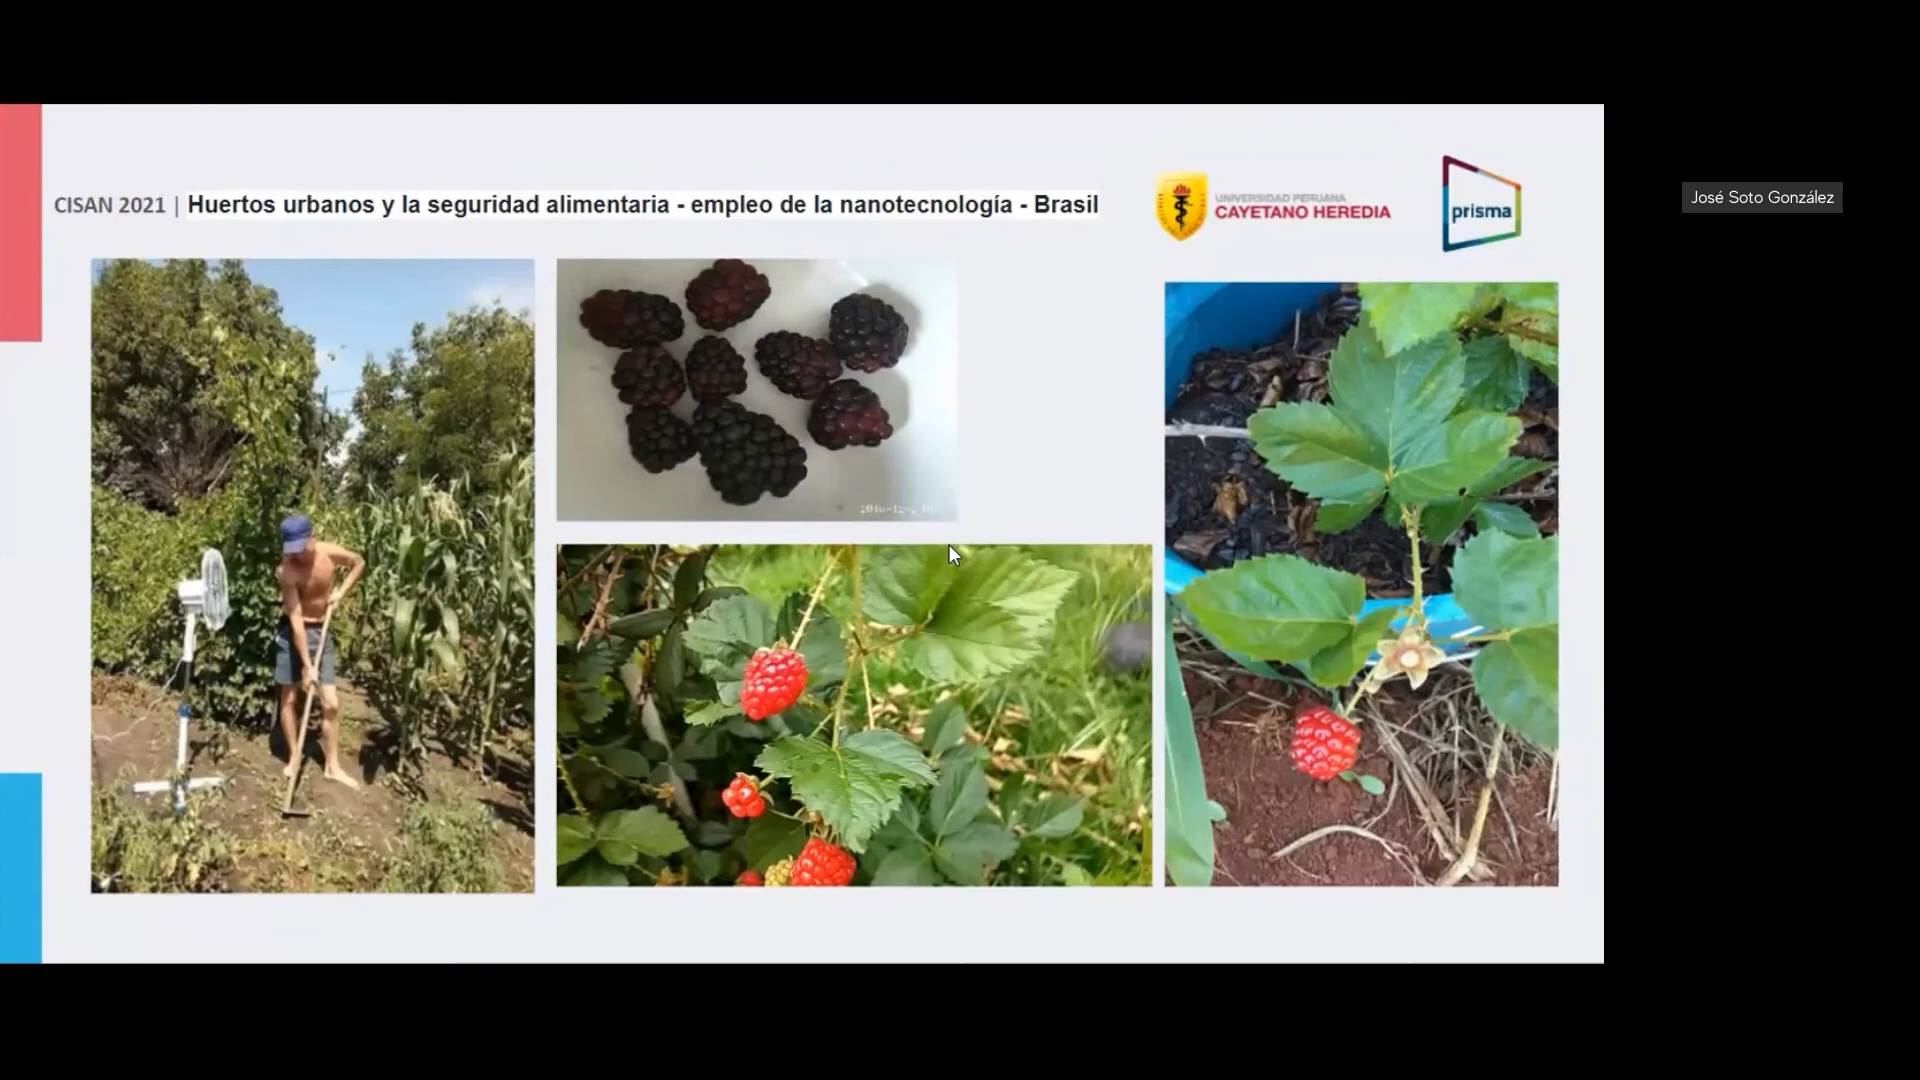 CISAN 2021 | Huertos urbanos y la seguridad alimentaria - empleo de la nanotecnología - Brasil
UNIVERSIDAD PERUANA
CAYETANO HEREDIA
prisma
José Soto González